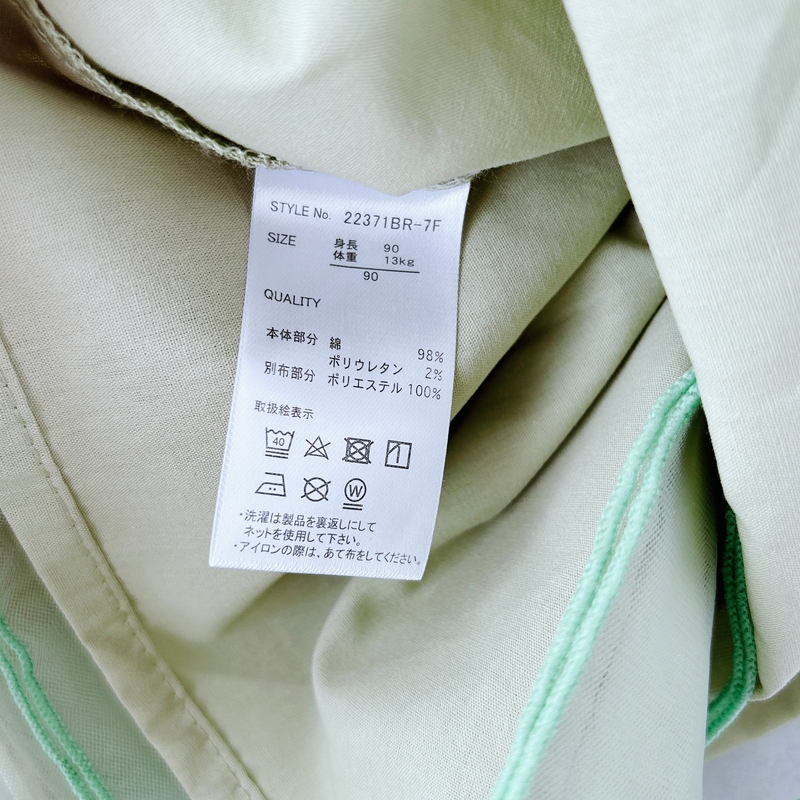 STYLE No. 22371BR-7F
SIZE 身長 90
体重 13kg
90
QUALITY
本体部分 綿 98%
ポリウレタン 2%
別布部分 ポリエステル 100%
取扱絵表示
40
W
・洗濯は製品を裏返しにして
ネットを使用して下さい。
・アイロンの際は、あて布をしてください。